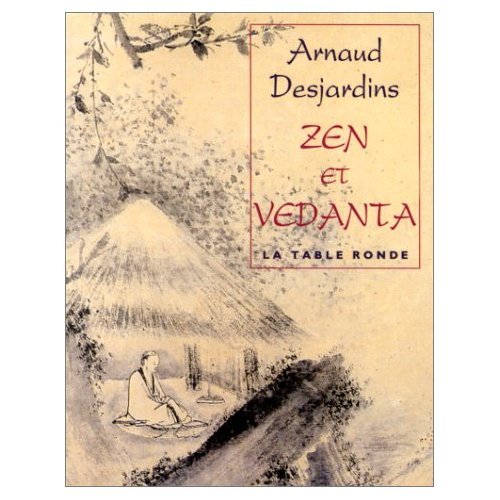 Arnaud
Desjardins
ZEN
ET
VEDANTA
LA TABLE RONDE